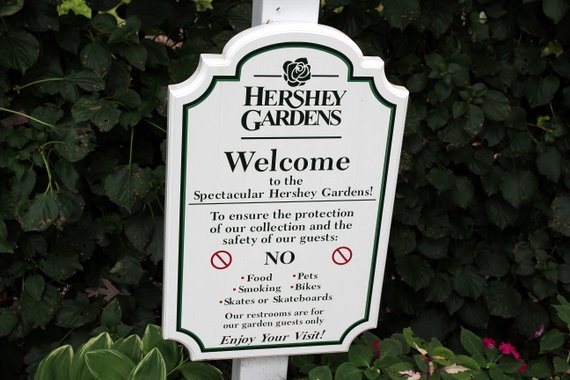 HERSHEY
GARDENS
Welcome
to the
Spectacular Hershey Gardens!
To ensure the protection
of our collection and the
safety of our guests:
NO
• Food • Pets
• Smoking • Bikes
• Skates or Skateboards
Our restrooms are for
our garden guests only
Enjoy Your Visit!